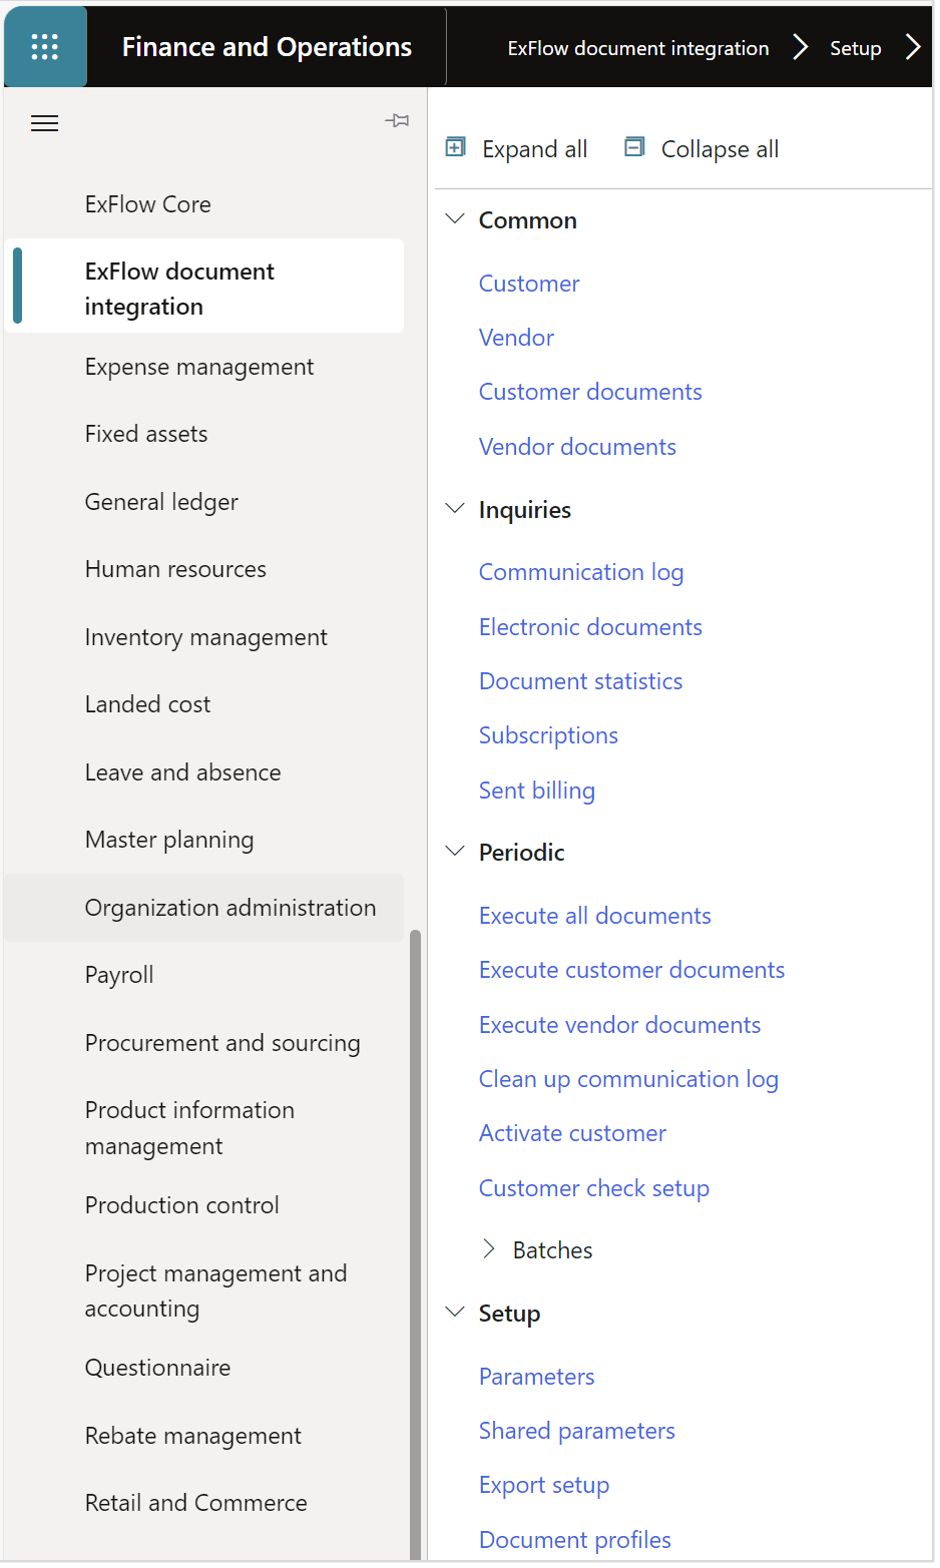 Finance and Operations
ExFlow document integration
Setup
ExFlow Core
ExFlow document
integration
Expense management
Fixed assets
General ledger
Human resources
Inventory management
Landed cost
Leave and absence
Master planning
Organization administration
Payroll
Procurement and sourcing
Product information
management
Production control
Project management and
accounting
Questionnaire
Rebate management
Retail and Commerce
Expand all
Collapse all
Common
Customer
Vendor
Customer documents
Vendor documents
Inquiries
Communication log
Electronic documents
Document statistics
Subscriptions
Sent billing
Periodic
Execute all documents
Execute customer documents
Execute vendor documents
Clean up communication log
Activate customer
Customer check setup
Batches
Setup
Parameters
Shared parameters
Export setup
Document profiles